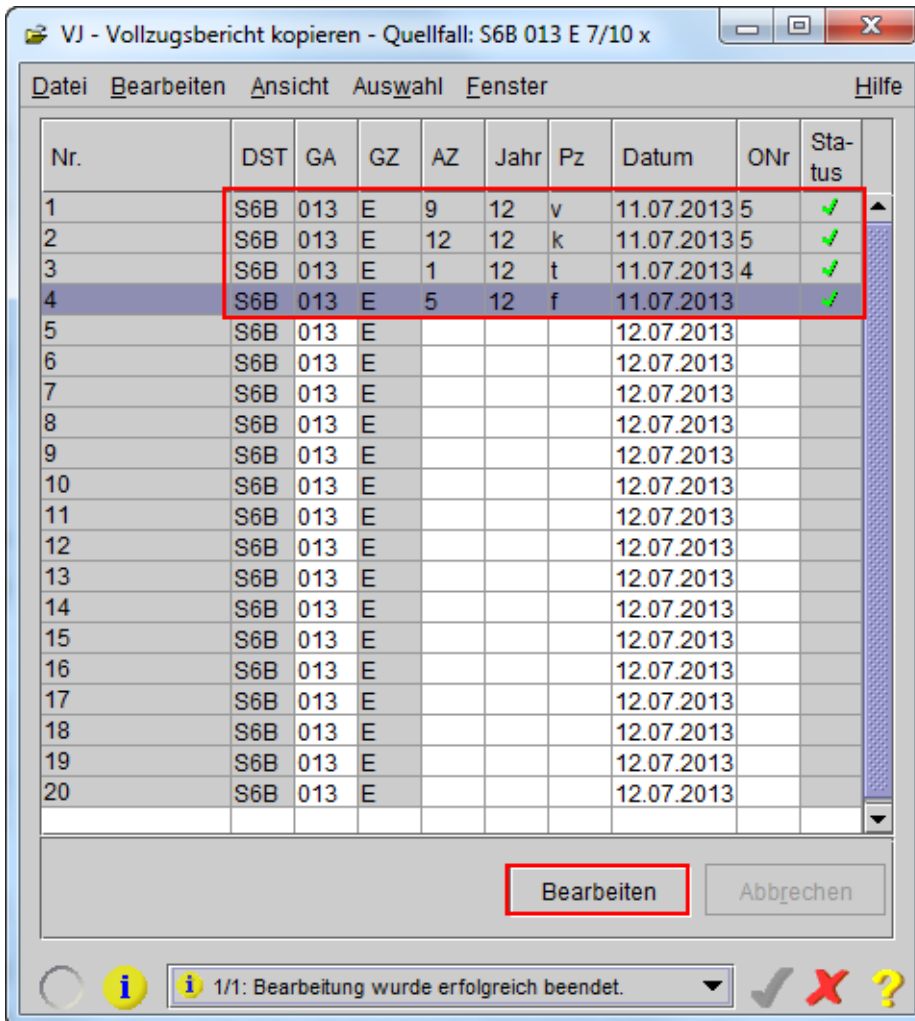 VJ - Vollzugsbericht kopieren - Quellfall: S6B 013 E 7/10 x
Datei Bearbeiten Ansicht Auswahl Fenster Hilfe
Nr. DST GA GZ AZ Jahr Pz Datum ONr Sta-
tus
1 S6B 013 E 9 12 v 11.07.2013 5
2 S6B 013 E 12 12 k 11.07.2013 5
3 S6B 013 E 1 12 t 11.07.2013 4
4 S6B 013 E 5 12 f 11.07.2013
5 S6B 013 E 12.07.2013
6 S6B 013 E 12.07.2013
7 S6B 013 E 12.07.2013
8 S6B 013 E 12.07.2013
9 S6B 013 E 12.07.2013
10 S6B 013 E 12.07.2013
11 S6B 013 E 12.07.2013
12 S6B 013 E 12.07.2013
13 S6B 013 E 12.07.2013
14 S6B 013 E 12.07.2013
15 S6B 013 E 12.07.2013
16 S6B 013 E 12.07.2013
17 S6B 013 E 12.07.2013
18 S6B 013 E 12.07.2013
19 S6B 013 E 12.07.2013
20 S6B 013 E 12.07.2013
Bearbeiten Abbrechen
1/1: Bearbeitung wurde erfolgreich beendet.